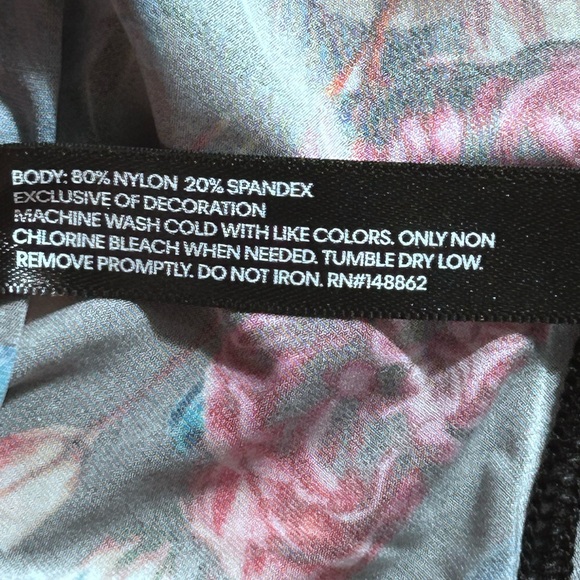 BODY: 80% NYLON 20% SPANDEX
EXCLUSIVE OF DECORATION
MACHINE WASH COLD WITH LIKE COLORS. ONLY NON
CHLORINE BLEACH WHEN NEEDED. TUMBLE DRY LOW.
REMOVE PROMPTLY. DO NOT IRON. RN#148862